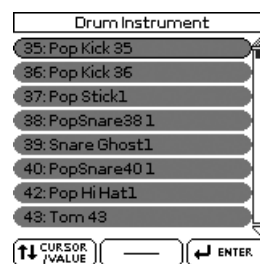 Drum Instrument
35: Pop Kick 35
36: Pop Kick 36
37: Pop Stick1
38: PopSnare38 1
39: Snare Ghost1
40: PopSnare40 1
42: Pop Hi Hat1
43: Tom 43
CURSOR
/VALUE
ENTER